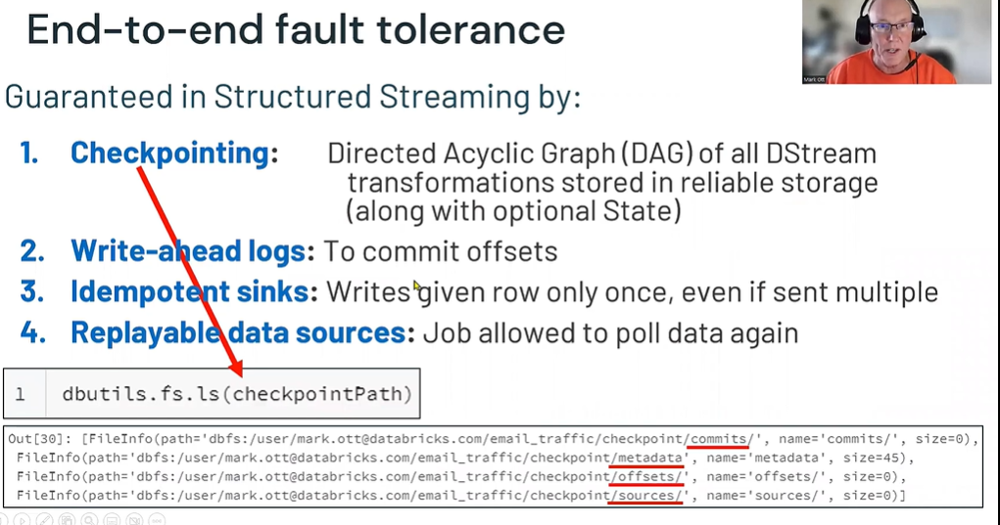 End-to-end fault tolerance
Mark Ott
Guaranteed in Structured Streaming by:
1. Checkpointing: Directed Acyclic Graph (DAG) of all DStream
transformations stored in reliable storage
(along with optional State)
2. Write-ahead logs: To commit offsets
3. Idempotent sinks: Writes given row only once, even if sent multiple
4. Replayable data sources: Job allowed to poll data again
1 dbutils.fs.ls(checkpointPath)
Out[30]: [FileInfo(path='dbfs:/user/mark.ott@databricks.com/email_traffic/checkpoint/commits/', name='commits/', size=0),
FileInfo(path='dbfs:/user/mark.ott@databricks.com/email_traffic/checkpoint/metadata', name='metadata', size=45),
FileInfo(path='dbfs:/user/mark.ott@databricks.com/email_traffic/checkpoint/offsets/', name='offsets/', size=0),
FileInfo(path='dbfs:/user/mark.ott@databricks.com/email_traffic/checkpoint/sources/', name='sources/', size=0)]